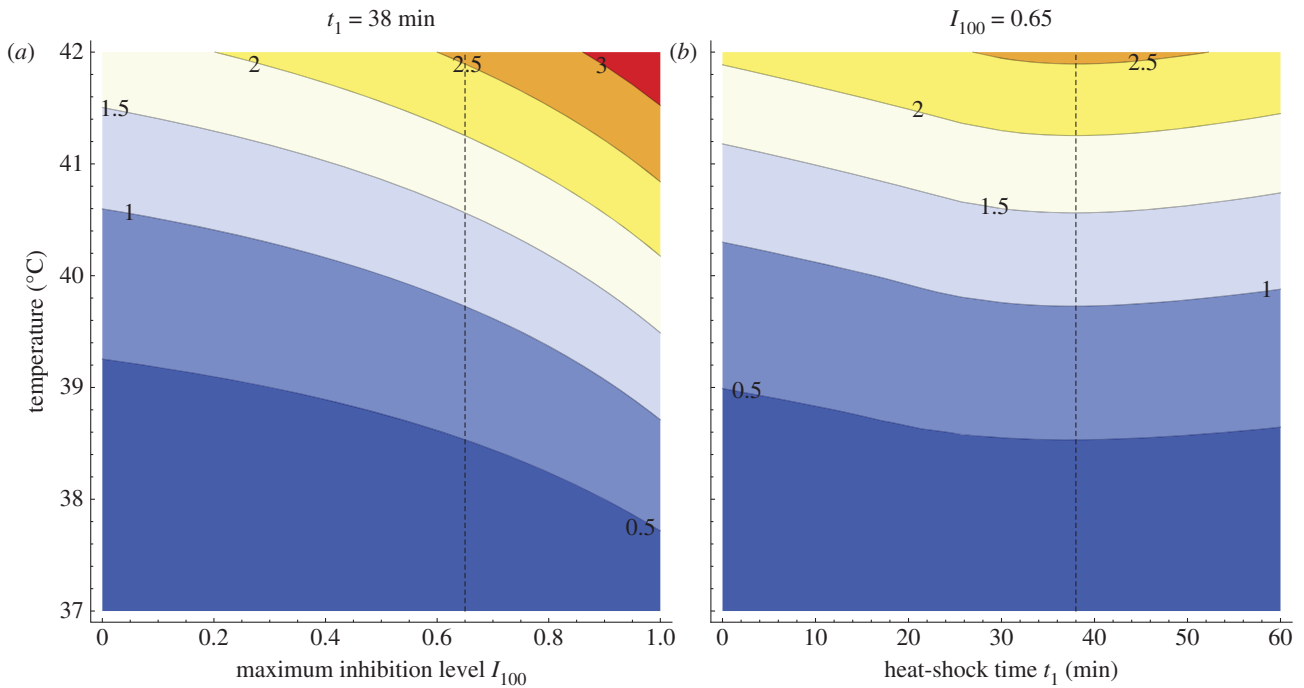 t1 = 38 min
I100 = 0.65
(a)
(b)
42
41
40
39
38
37
temperature (°C)
2
2.5
3
1.5
1
0.5
2.5
2
1.5
1
0.5
0 0.2 0.4 0.6 0.8 1.0
0 10 20 30 40 50 60
maximum inhibition level I100
heat-shock time t1 (min)